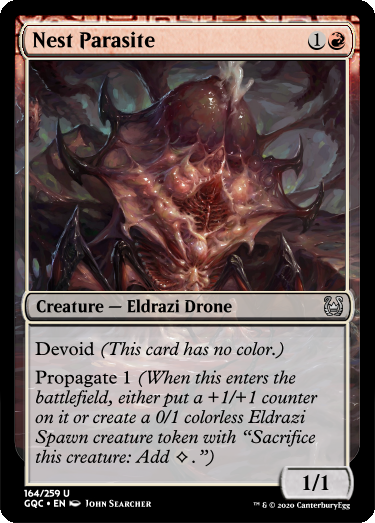 Nest Parasite 1
Creature — Eldrazi Drone
Devoid (This card has no color.)
Propagate 1 (When this enters the
battlefield, either put a +1/+1 counter
on it or create a 0/1 colorless Eldrazi
Spawn creature token with “Sacrifice
this creature: Add ◇.”)
1/1
164/259 U
GQC • EN John Searcher
™ & © 2020 CanterburyEgg